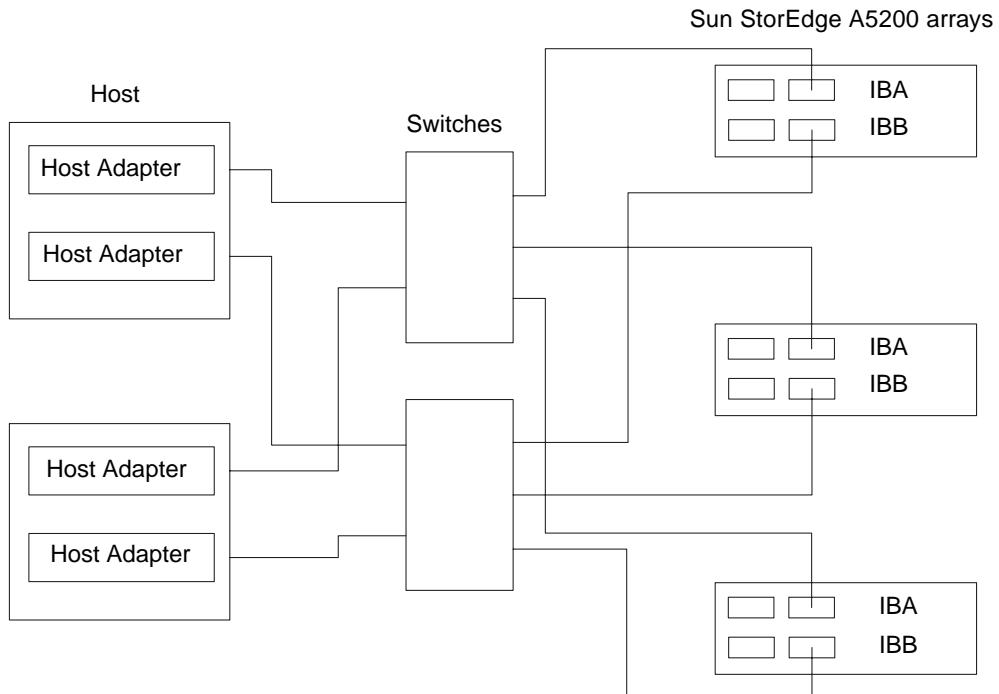 Sun StorEdge A5200 arrays
Host
Switches
Host Adapter
Host Adapter
IBA
IBB
IBA
IBB
Host Adapter
Host Adapter
IBA
IBB